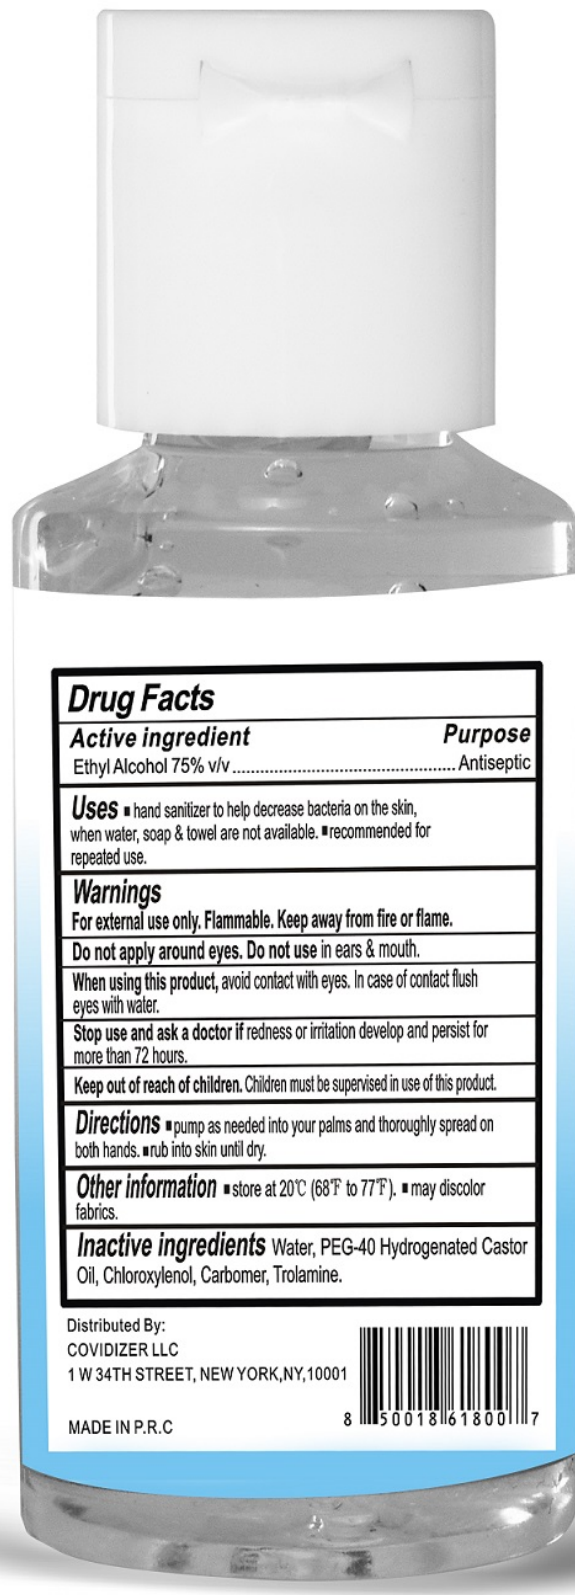 Drug Facts
Active ingredient Purpose
Ethyl Alcohol 75% v/v.................................................. Antiseptic
Uses ▪ hand sanitizer to help decrease bacteria on the skin,
when water, soap & towel are not available. ▪recommended for
repeated use.
Warnings
For external use only. Flammable. Keep away from fire or flame.
Do not apply around eyes. Do not use in ears & mouth.
When using this product, avoid contact with eyes. In case of contact flush
eyes with water.
Stop use and ask a doctor if redness or irritation develop and persist for
more than 72 hours.
Keep out of reach of children. Children must be supervised in use of this product.
Directions ▪pump as needed into your palms and thoroughly spread on
both hands. ▪rub into skin until dry.
Other information ▪store at 20℃ (68℉ to 77℉). ▪may discolor
fabrics.
Inactive ingredients Water, PEG-40 Hydrogenated Castor
Oil, Chloroxylenol, Carbomer, Trolamine.
Distributed By:
COVIDIZER LLC
1 W 34TH STREET, NEW YORK,NY,10001
MADE IN P.R.C
8 50018 61800 7